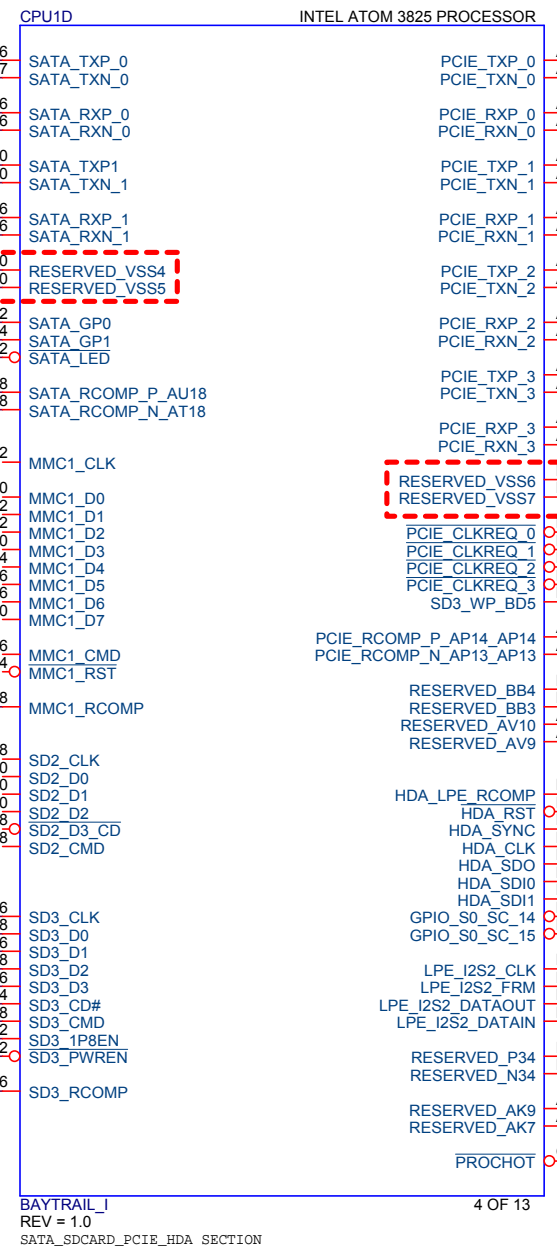 CPU1D INTEL ATOM 3825 PROCESSOR
SATA_TXP_0 PCIE_TXP_0
SATA_TXN_0 PCIE_TXN_0
SATA_RXP_0 PCIE_RXP_0
SATA_RXN_0 PCIE_RXN_0
SATA_TXP1 PCIE_TXP_1
SATA_TXN_1 PCIE_TXN_1
SATA_RXP_1 PCIE_RXP_1
SATA_RXN_1 PCIE_RXN_1
RESERVED_VSS4 PCIE_TXP_2
RESERVED_VSS5 PCIE_TXN_2
SATA_GP0 PCIE_RXP_2
SATA_GP1 PCIE_RXN_2
SATA_LED
PCIE_TXP_3
SATA_RCOMP_P_AU18 PCIE_TXN_3
SATA_RCOMP_N_AT18
PCIE_RXP_3
PCIE_RXN_3
MMC1_CLK
RESERVED_VSS6
MMC1_D0 RESERVED_VSS7
MMC1_D1
MMC1_D2 PCIE_CLKREQ_0
MMC1_D3 PCIE_CLKREQ_1
MMC1_D4 PCIE_CLKREQ_2
MMC1_D5 PCIE_CLKREQ_3
MMC1_D6 SD3_WP_BD5
MMC1_D7
PCIE_RCOMP_P_AP14_AP14
MMC1_CMD PCIE_RCOMP_N_AP13_AP13
MMC1_RST
RESERVED_BB4
MMC1_RCOMP RESERVED_BB3
RESERVED_AV10
RESERVED_AV9
SD2_CLK
SD2_D0
SD2_D1 HDA_LPE_RCOMP
SD2_D2 HDA_RST
SD2_D3_CD HDA_SYNC
SD2_CMD HDA_CLK
HDA_SDO
HDA_SDI0
HDA_SDI1
SD3_CLK GPIO_S0_SC_14
SD3_D0 GPIO_S0_SC_15
SD3_D1
SD3_D2 LPE_I2S2_CLK
SD3_D3 LPE_I2S2_FRM
SD3_CD# LPE_I2S2_DATAOUT
SD3_CMD LPE_I2S2_DATAIN
SD3_1P8EN
SD3_PWREN RESERVED_P34
RESERVED_N34
SD3_RCOMP
RESERVED_AK9
RESERVED_AK7
PROCHOT
BAYTRAIL_I 4 OF 13
REV = 1.0
SATA_SDCARD_PCIE_HDA SECTION